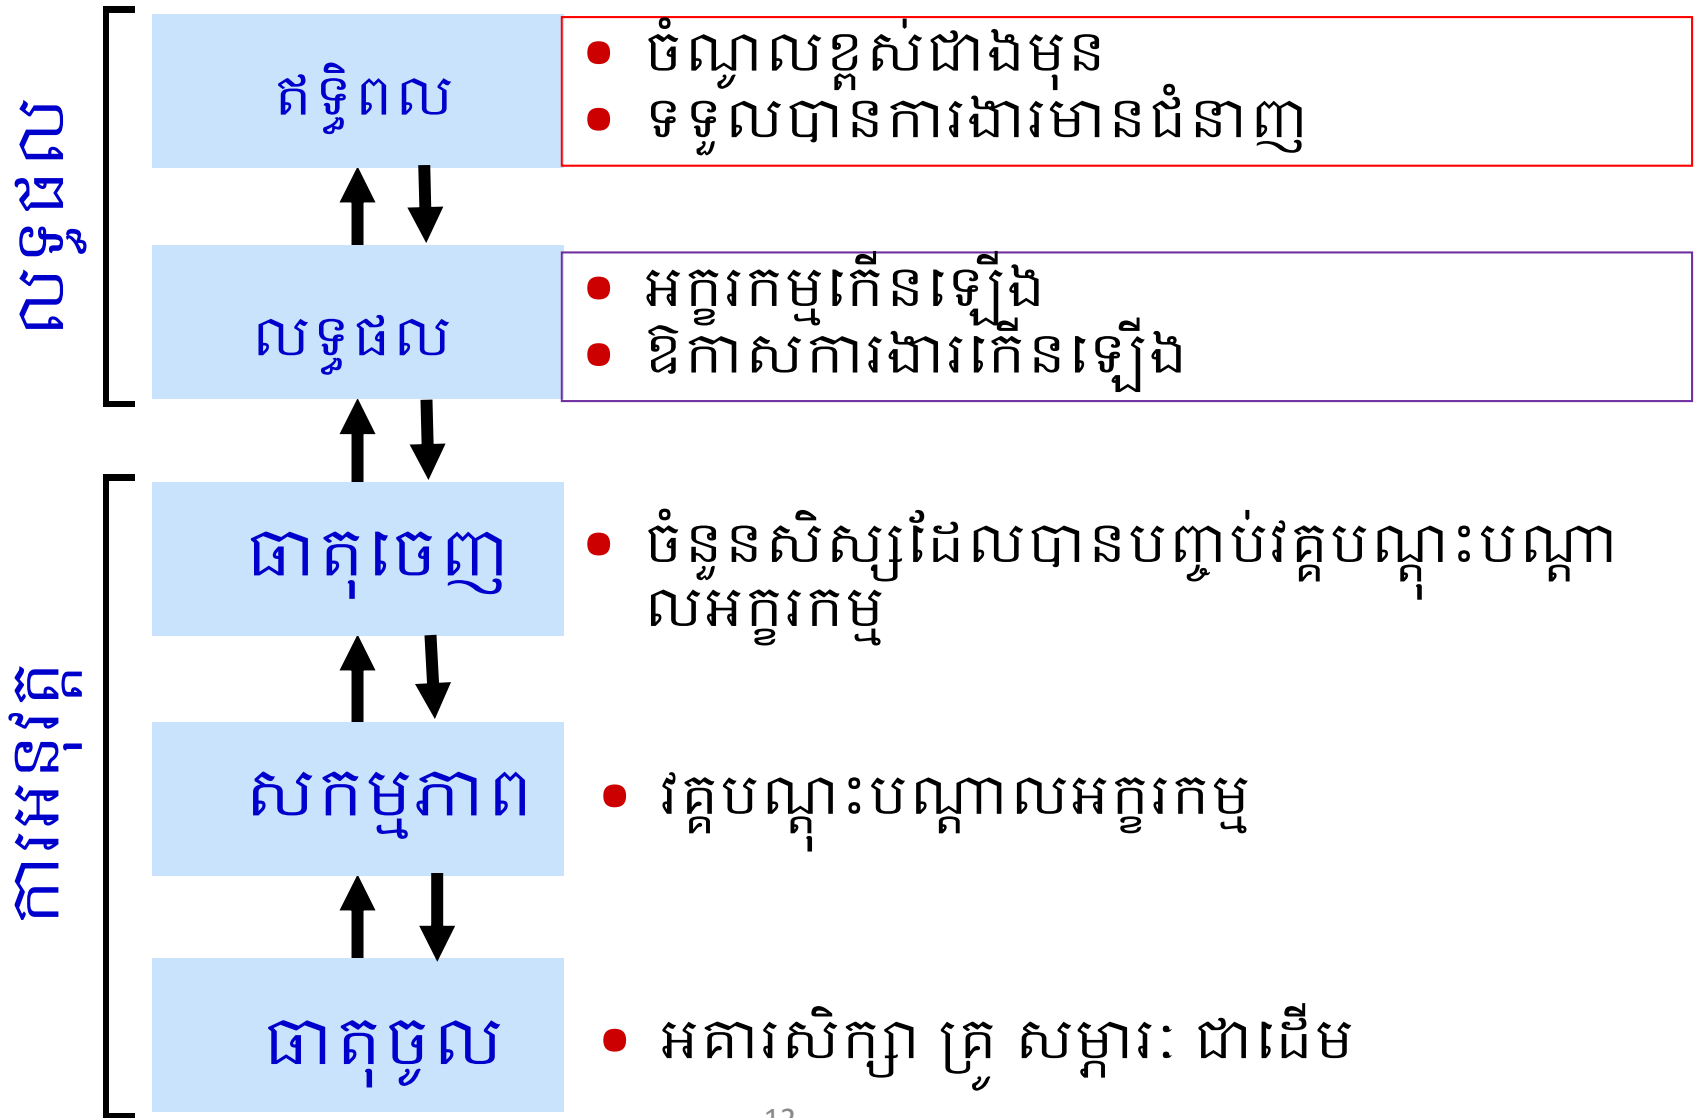 លទ្ធផល
ឥទ្ធិពល
ចំណូលខ្ពស់ជាងមុន
ទទួលបានការងារមានជំនាញ
លទ្ធផល
អក្ខរកម្មកើនឡើង
ឱកាសការងារកើនឡើង
ការអនុវត្ត
ធាតុចេញ
ចំនួនសិស្សដែលបានបញ្ចប់វគ្គបណ្តុះបណ្តា
លអក្ខរកម្ម
សកម្មភាព
វគ្គបណ្តុះបណ្តាលអក្ខរកម្ម
ធាតុចូល
អគារសិក្សា គ្រូ សម្ភារៈ ជាដើម